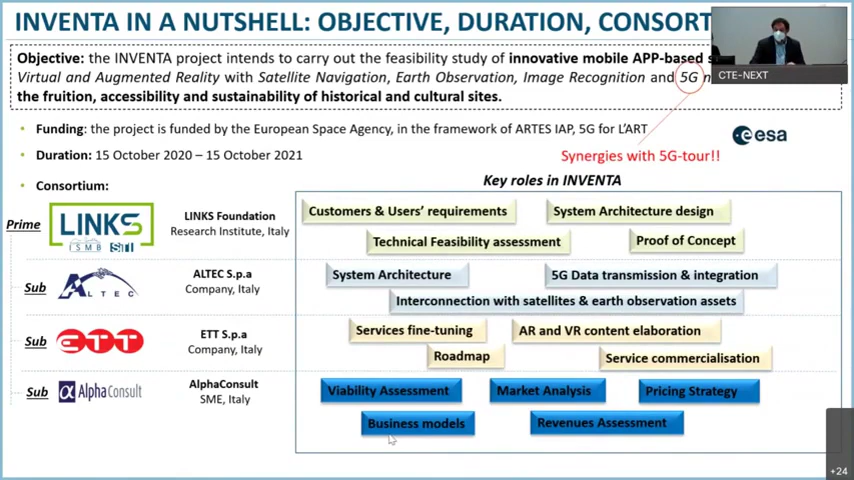 INVENTA IN A NUTSHELL: OBJECTIVE, DURATION, CONSORT
Objective: the INVENTA project intends to carry out the feasibility study of innovative mobile APP-based s
Virtual and Augmented Reality with Satellite Navigation, Earth Observation, Image Recognition and 5G n
the fruition, accessibility and sustainability of historical and cultural sites.
CTE-NEXT
• Funding: the project is funded by the European Space Agency, in the framework of ARTES IAP, 5G for L'ART
esa
• Duration: 15 October 2020 – 15 October 2021
Synergies with 5G-tour!!
• Consortium:
Key roles in INVENTA
Prime
LINKS
ISMB SiTI
LINKS Foundation
Research Institute, Italy
Customers & Users' requirements
System Architecture design
Technical Feasibility assessment
Proof of Concept
Sub
ALTEC
ALTEC S.p.a
Company, Italy
System Architecture
5G Data transmission & integration
Interconnection with satellites & earth observation assets
Sub
ETT
ETT S.p.a
Company, Italy
Services fine-tuning
AR and VR content elaboration
Roadmap
Service commercialisation
Sub
α AlphaConsult
AlphaConsult
SME, Italy
Viability Assessment
Market Analysis
Pricing Strategy
Business models
Revenues Assessment
+24